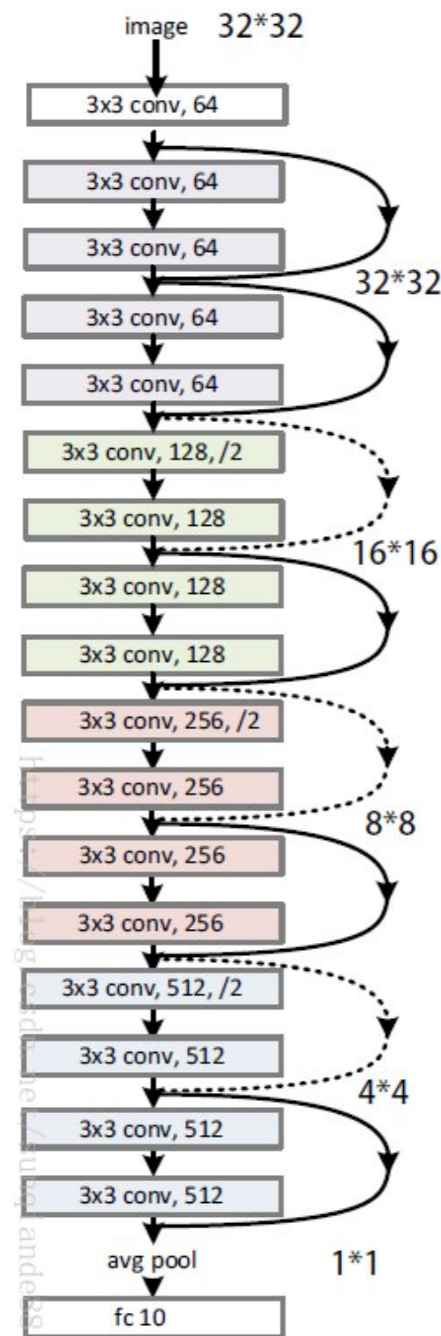 image 32*32
3x3 conv, 64
3x3 conv, 64
3x3 conv, 64
32*32
3x3 conv, 64
3x3 conv, 64
3x3 conv, 128, /2
3x3 conv, 128
16*16
3x3 conv, 128
3x3 conv, 128
3x3 conv, 256, /2
3x3 conv, 256
8*8
3x3 conv, 256
3x3 conv, 256
3x3 conv, 512, /2
3x3 conv, 512
4*4
3x3 conv, 512
3x3 conv, 512
avg pool 1*1
fc 10